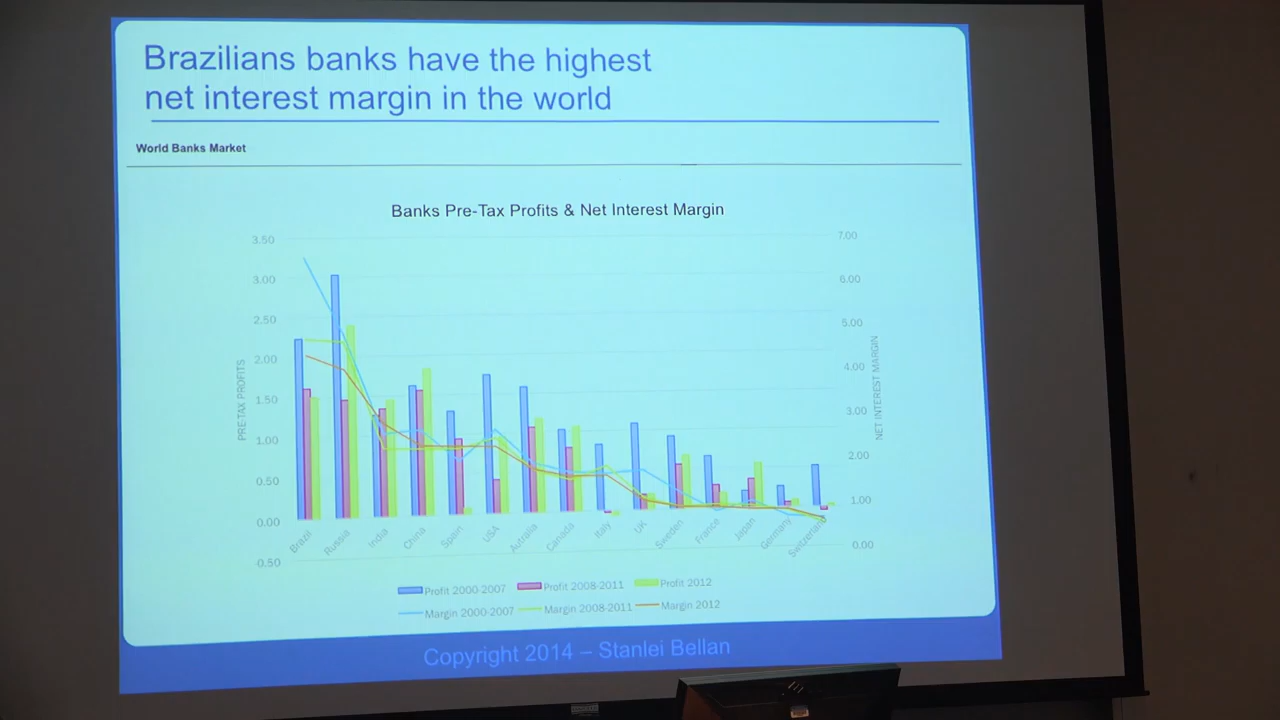 Brazilians banks have the highest
net interest margin in the world
World Banks Market
Banks Pre-Tax Profits & Net Interest Margin
3.50
3.00
2.50
2.00
1.50
1.00
0.50
0.00
-0.50
PRE-TAX PROFITS
7.00
6.00
5.00
4.00
3.00
2.00
1.00
0.00
NET INTEREST MARGIN
Brazil Russia India China Spain USA Autralia Canada Italy UK Sweden France Japan Germany Switzerland
Profit 2000-2007 Profit 2008-2011 Profit 2012
Margin 2000-2007 Margin 2008-2011 Margin 2012
Copyright 2014 – Stanlei Bellan